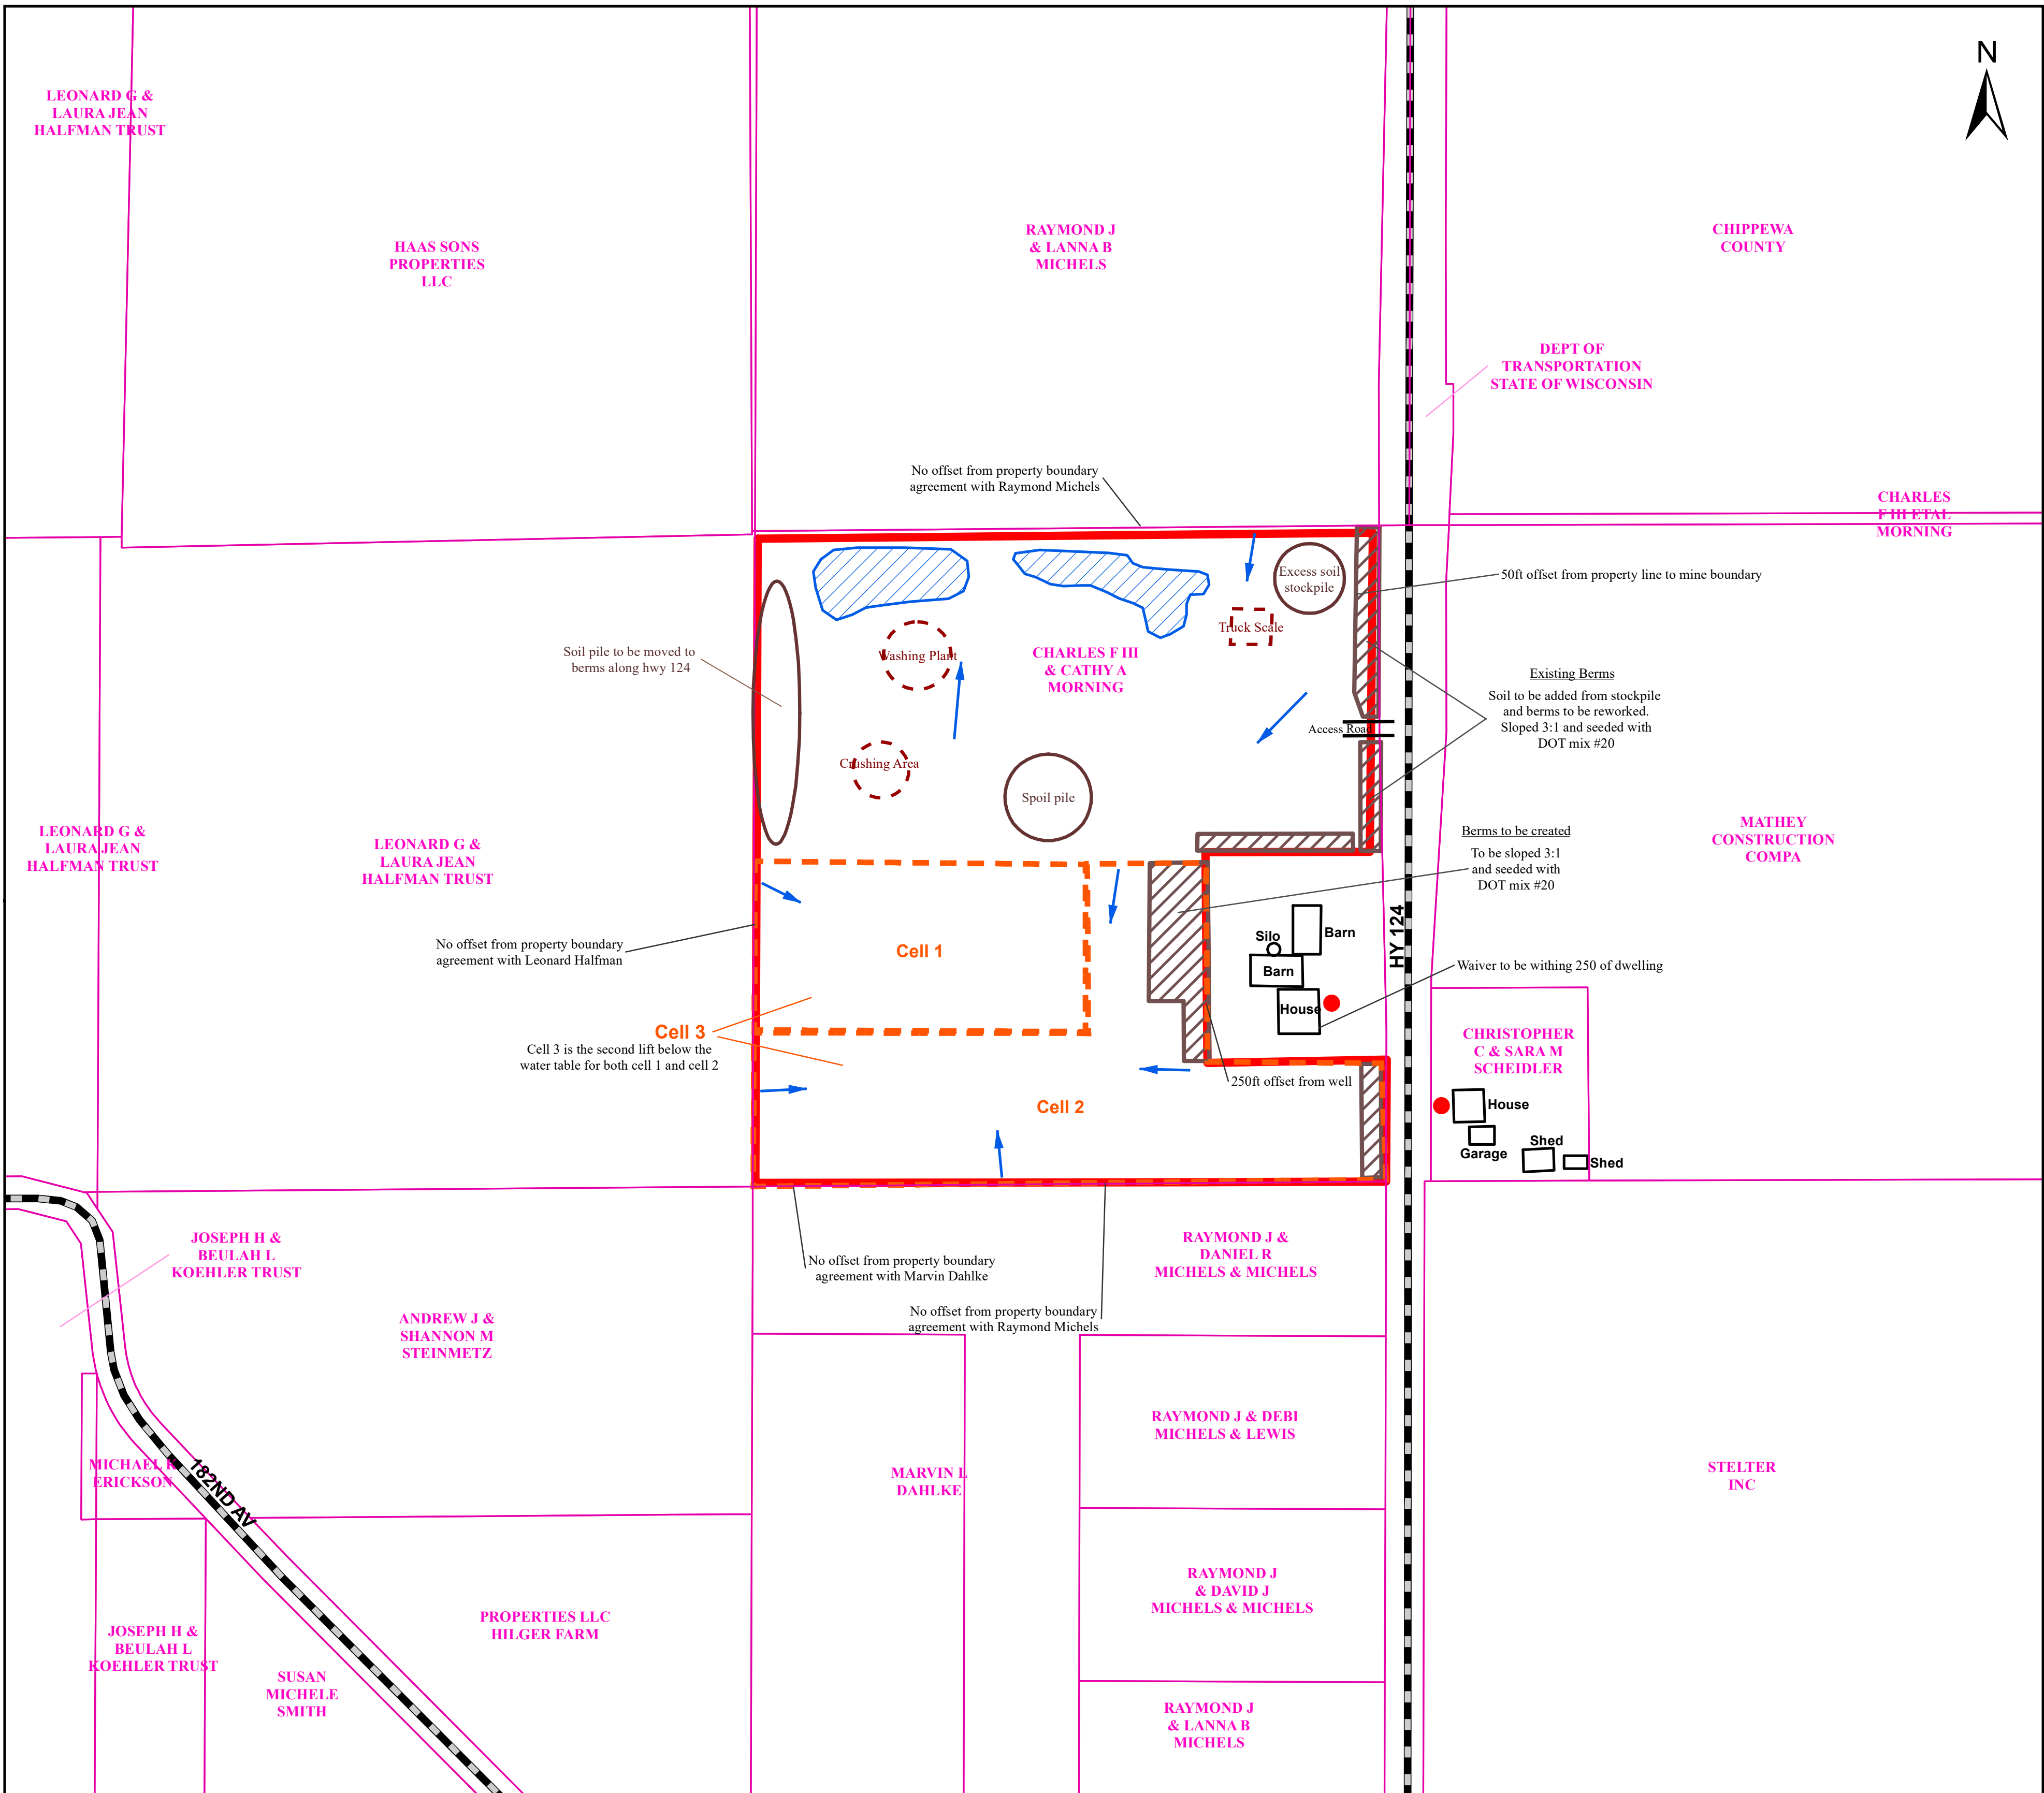 N
LEONARD G &
LAURA JEAN
HALFMAN TRUST
HAAS SONS
PROPERTIES
LLC
RAYMOND J
& LANNA B
MICHELS
CHIPPEWA
COUNTY
DEPT OF
TRANSPORTATION
STATE OF WISCONSIN
No offset from property boundary
agreement with Raymond Michels
CHARLES
F III ETAL
MORNING
Excess soil
stockpile
50ft offset from property line to mine boundary
Truck Scale
Washing Plant
Soil pile to be moved to
berms along hwy 124
CHARLES F III
& CATHY A
MORNING
Existing Berms
Soil to be added from stockpile
and berms to be reworked.
Sloped 3:1 and seeded with
DOT mix #20
Access Road
Crushing Area
Spoil pile
LEONARD G &
LAURA JEAN
HALFMAN TRUST
LEONARD G &
LAURA JEAN
HALFMAN TRUST
Berms to be created
To be sloped 3:1
and seeded with
DOT mix #20
MATHEY
CONSTRUCTION
COMPA
No offset from property boundary
agreement with Leonard Halfman
Cell 1
Silo
Barn
Barn
House
HY 124
Waiver to be withing 250 of dwelling
Cell 3
Cell 3 is the second lift below the
water table for both cell 1 and cell 2
Cell 2
250ft offset from well
CHRISTOPHER
C & SARA M
SCHEIDLER
House
Garage
Shed
Shed
JOSEPH H &
BEULAH L
KOEHLER TRUST
No offset from property boundary
agreement with Marvin Dahlke
No offset from property boundary
agreement with Raymond Michels
RAYMOND J &
DANIEL R
MICHELS & MICHELS
ANDREW J &
SHANNON M
STEINMETZ
RAYMOND J & DEBI
MICHELS & LEWIS
MICHAEL R
ERICKSON
182ND AV
MARVIN L
DAHLKE
STELTER
INC
RAYMOND J
& DAVID J
MICHELS & MICHELS
PROPERTIES LLC
HILGER FARM
JOSEPH H &
BEULAH L
KOEHLER TRUST
SUSAN
MICHELE
SMITH
RAYMOND J
& LANNA B
MICHELS